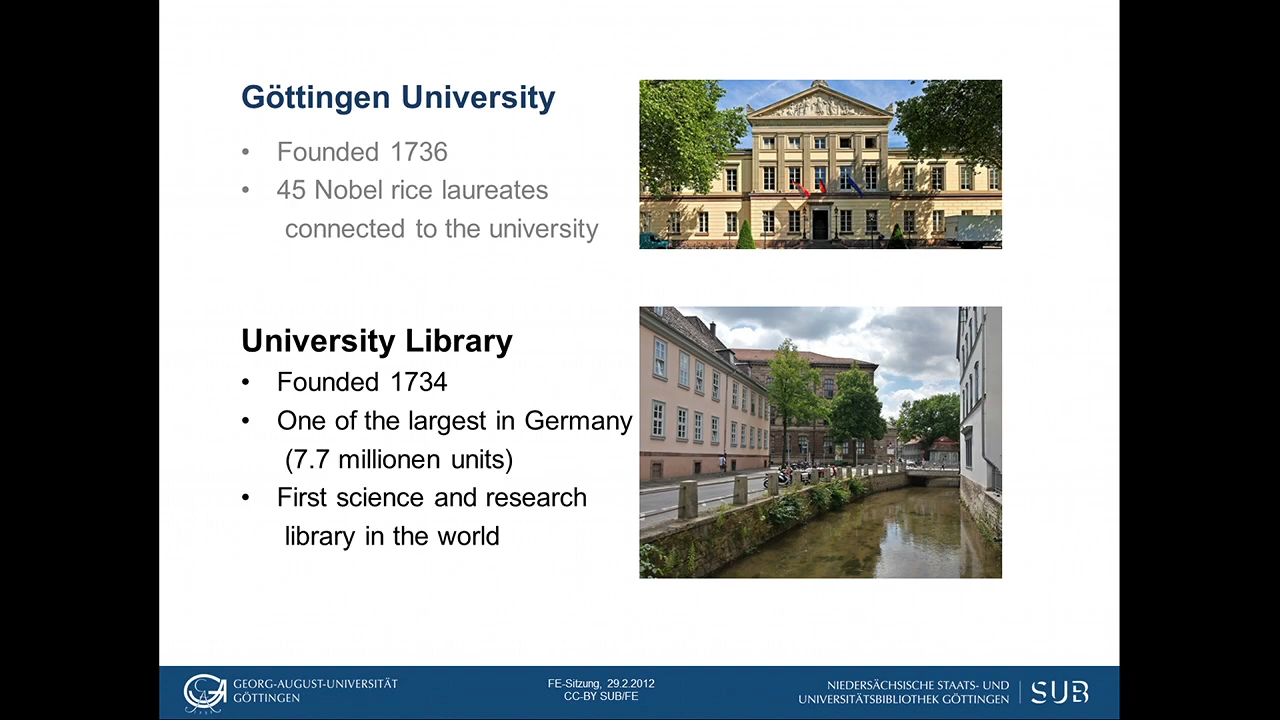 Göttingen University
• Founded 1736
• 45 Nobel rice laureates
connected to the university
University Library
• Founded 1734
• One of the largest in Germany
(7.7 millionen units)
• First science and research
library in the world
GEORG-AUGUST-UNIVERSITÄT
GÖTTINGEN
FE-Sitzung, 29.2.2012
CC-BY SUB/FE
NIEDERSÄCHSISCHE STAATS- UND
UNIVERSITÄTSBIBLIOTHEK GÖTTINGEN
SUB